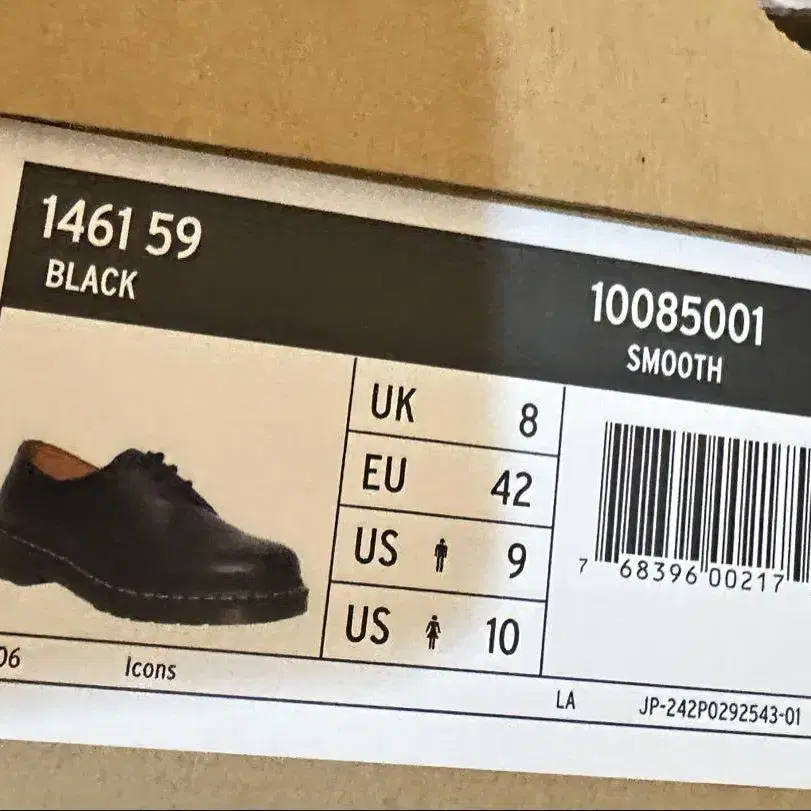 1461 59
BLACK
10085001
SMOOTH
UK 8
EU 42
US 9
US 10
7 68396 00217
06 Icons
LA JP-242P0292543-01